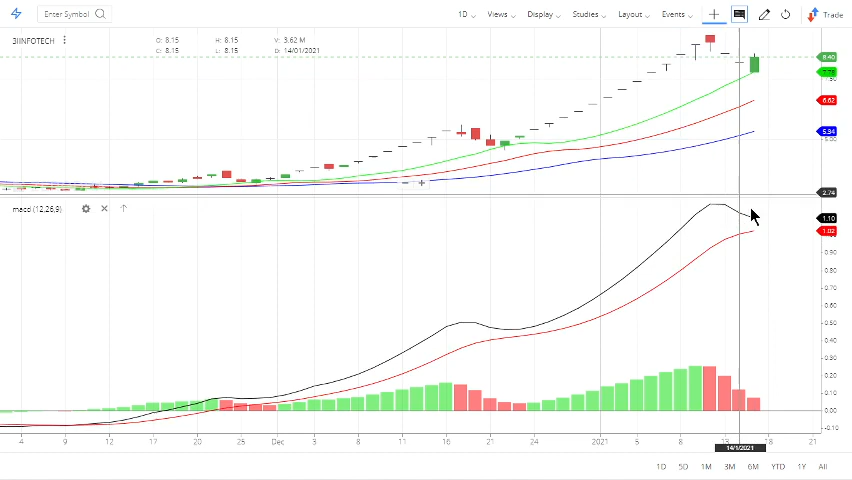 Enter Symbol
1D Views Display Studies Layout Events Trade
3IINFOTECH
O: 8.15 H: 8.15 V: 3.62 M
C: 8.15 L: 8.15 D: 14/01/2021
8.40
6.62
5.34
2.74
macd (12,26,9)
1.10
1.02
0.90
0.80
0.70
0.60
0.50
0.40
0.30
0.20
0.10
0.00
-0.10
4 9 12 17 20 25 Dec 3 8 11 16 21 24 2021 5 8 13 18 21
14/1/2021
1D 5D 1M 3M 6M YTD 1Y All